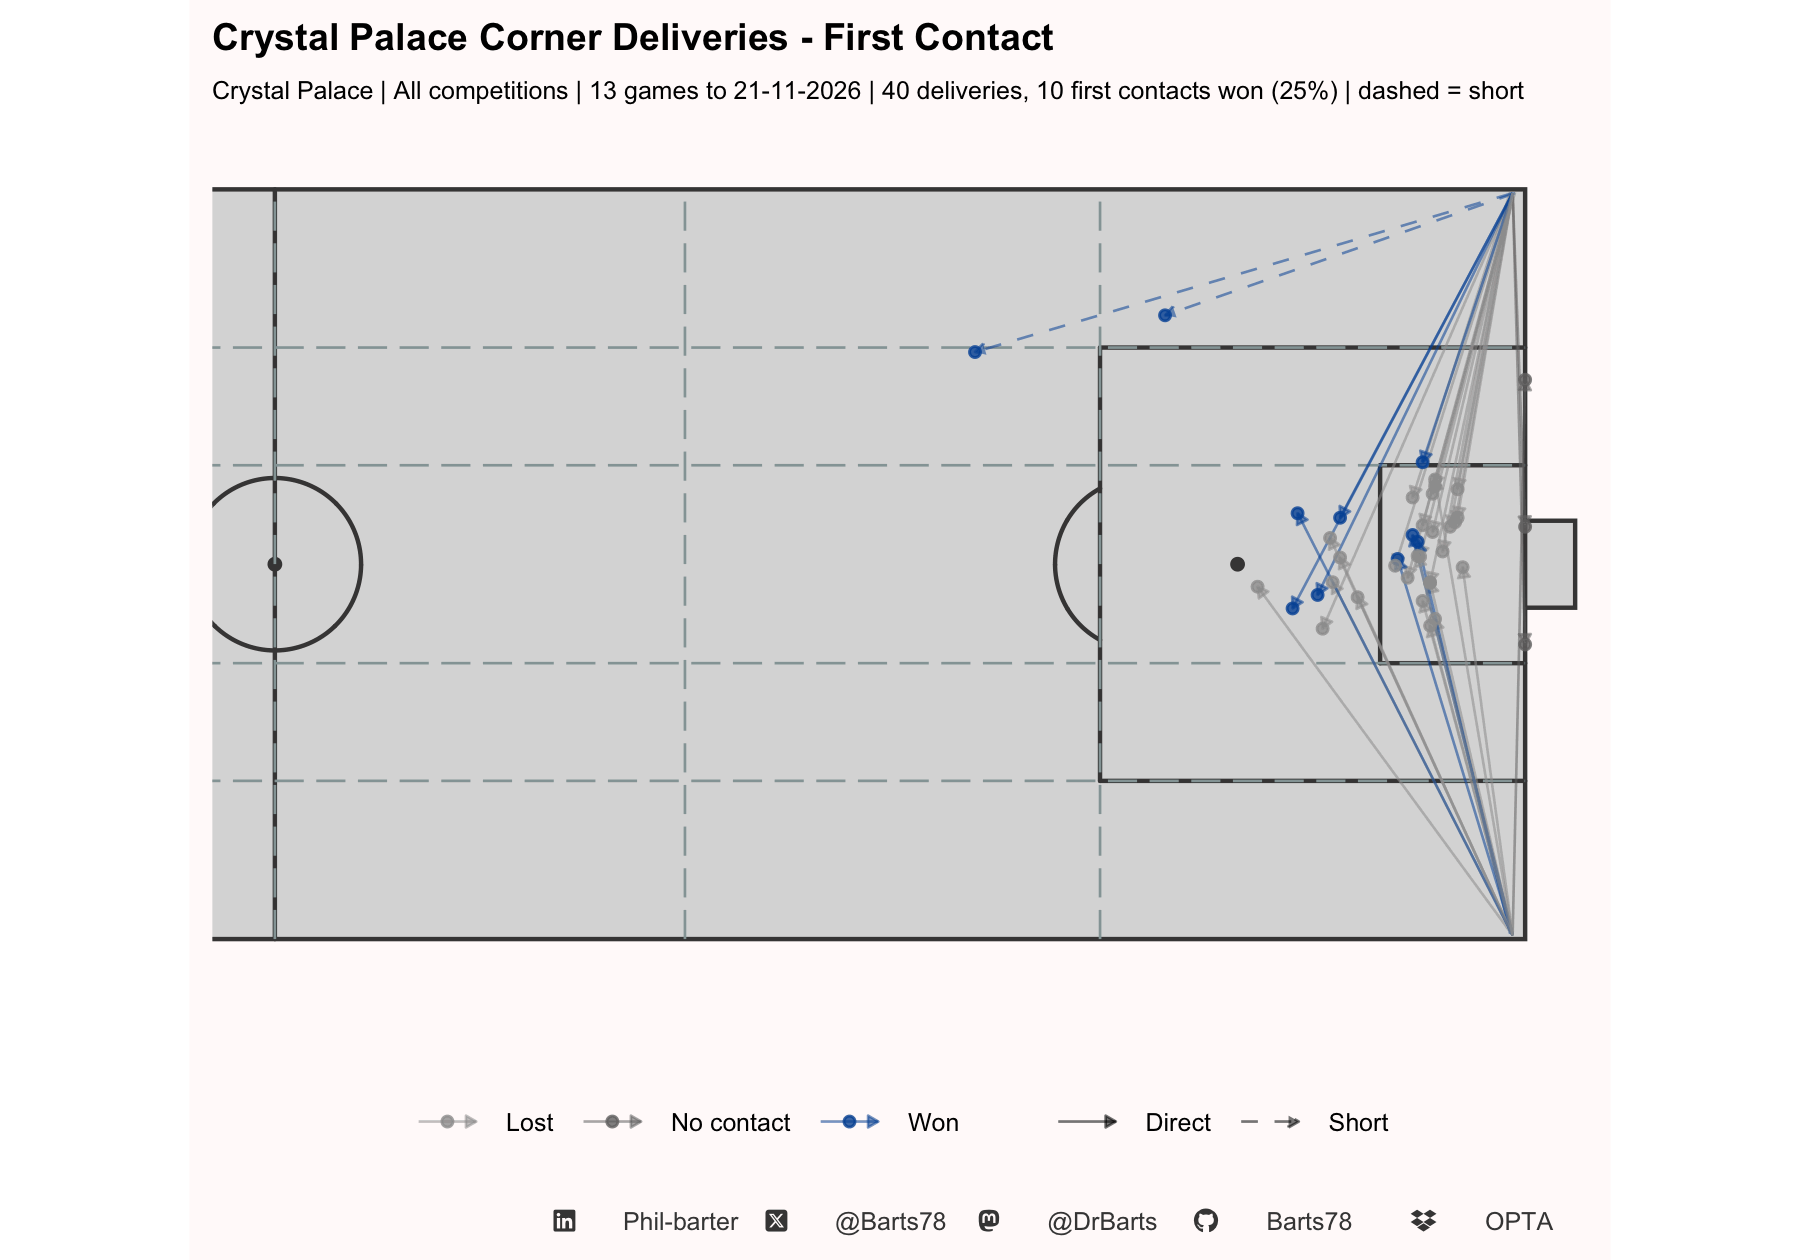 Crystal Palace Corner Deliveries - First Contact
Crystal Palace | All competitions | 13 games to 21-11-2026 | 40 deliveries, 10 first contacts won (25%) | dashed = short
Lost No contact Won Direct Short
Phil-barter @Barts78 @DrBarts Barts78 OPTA